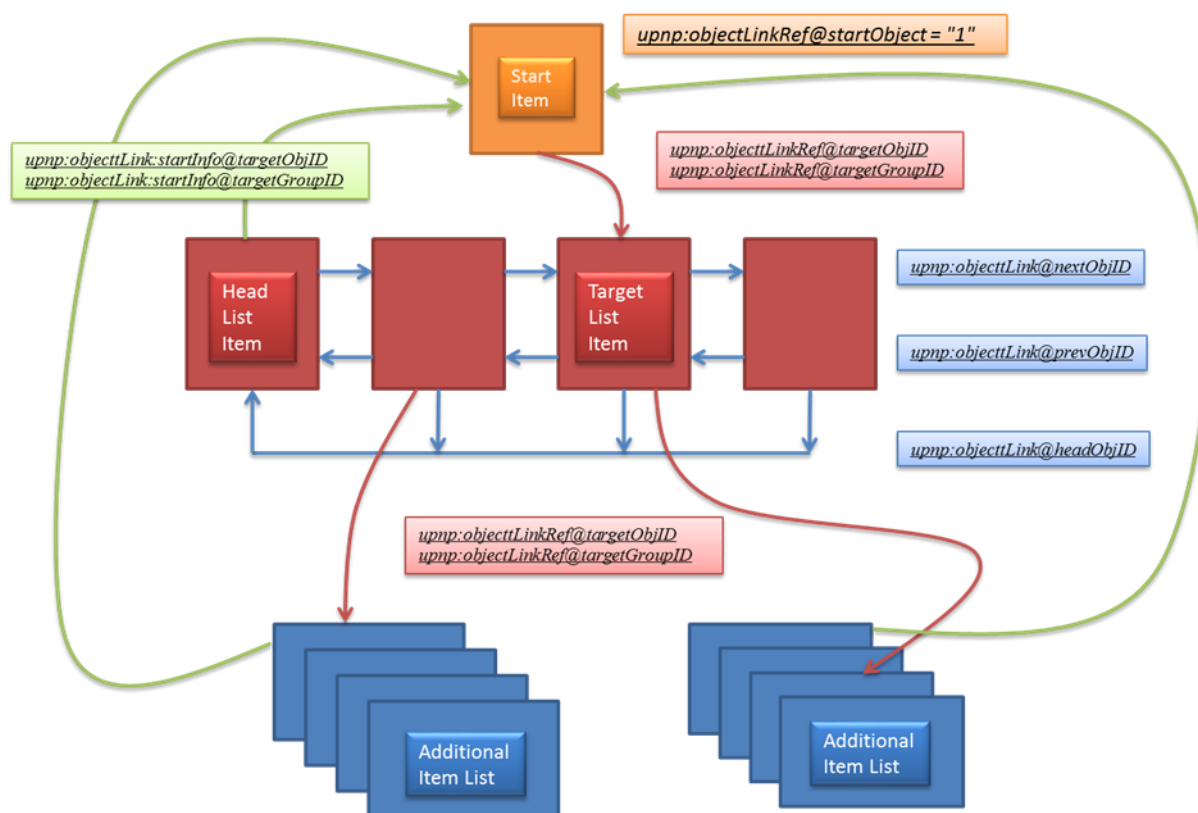 upnp:objectLinkRef@startObject = "1"
Start
Item
upnp:objecttLink:startInfo@targetObjID
upnp:objectLink:startInfo@targetGroupID
upnp:objecttLinkRef@targetObjID
upnp:objectLinkRef@targetGroupID
Head
List
Item
Target
List
Item
upnp:objecttLink@nextObjID
upnp:objecttLink@prevObjID
upnp:objecttLink@headObjID
upnp:objecttLinkRef@targetObjID
upnp:objectLinkRef@targetGroupID
Additional
Item List
Additional
Item List